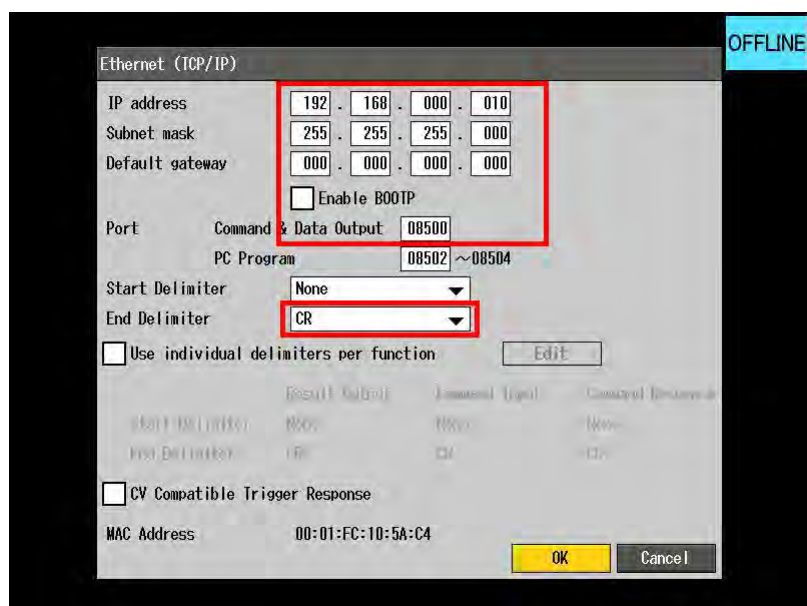 OFFLINE
Ethernet (TCP/IP)
IP address 192 . 168 . 000 . 010
Subnet mask 255 . 255 . 255 . 000
Default gateway 000 . 000 . 000 . 000
Enable BOOTP
Port Command & Data Output 08500
PC Program 08502 ~08504
Start Delimiter None
End Delimiter CR
Use individual delimiters per function Edit
Result Output Command Input Command Response
Start Delimiter None None None
End Delimiter CR CR CR
CV Compatible Trigger Response
MAC Address 00:01:FC:10:5A:C4
OK Cancel